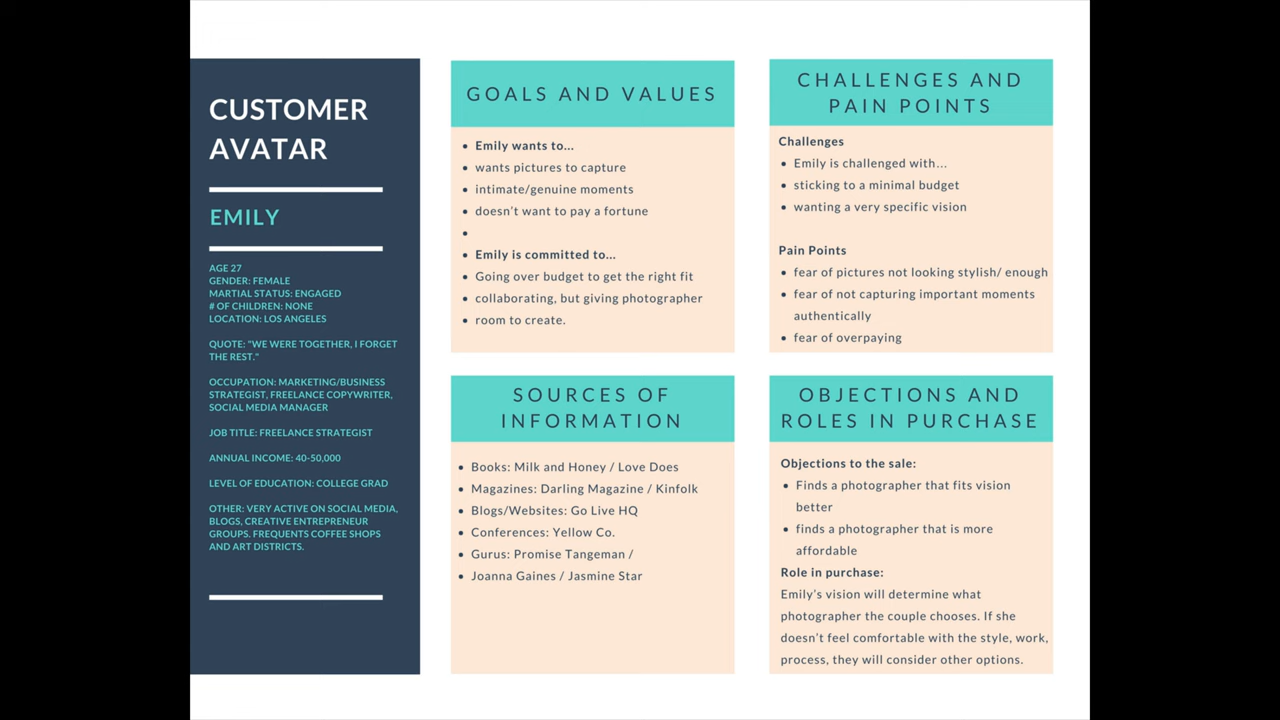 CUSTOMER
AVATAR
EMILY
AGE 27
GENDER: FEMALE
MARTIAL STATUS: ENGAGED
# OF CHILDREN: NONE
LOCATION: LOS ANGELES
QUOTE: "WE WERE TOGETHER, I FORGET
THE REST."
OCCUPATION: MARKETING/BUSINESS
STRATEGIST, FREELANCE COPYWRITER,
SOCIAL MEDIA MANAGER
JOB TITLE: FREELANCE STRATEGIST
ANNUAL INCOME: 40-50,000
LEVEL OF EDUCATION: COLLEGE GRAD
OTHER: VERY ACTIVE ON SOCIAL MEDIA,
BLOGS, CREATIVE ENTREPRENEUR
GROUPS. FREQUENTS COFFEE SHOPS
AND ART DISTRICTS.
GOALS AND VALUES
• Emily wants to...
• wants pictures to capture
• intimate/genuine moments
• doesn't want to pay a fortune
•
• Emily is committed to...
• Going over budget to get the right fit
• collaborating, but giving photographer
• room to create.
CHALLENGES AND
PAIN POINTS
Challenges
• Emily is challenged with...
• sticking to a minimal budget
• wanting a very specific vision
Pain Points
• fear of pictures not looking stylish/ enough
• fear of not capturing important moments
authentically
• fear of overpaying
SOURCES OF
INFORMATION
• Books: Milk and Honey / Love Does
• Magazines: Darling Magazine / Kinfolk
• Blogs/Websites: Go Live HQ
• Conferences: Yellow Co.
• Gurus: Promise Tangeman /
• Joanna Gaines / Jasmine Star
OBJECTIONS AND
ROLES IN PURCHASE
Objections to the sale:
• Finds a photographer that fits vision
better
• finds a photographer that is more
affordable
Role in purchase:
Emily's vision will determine what
photographer the couple chooses. If she
doesn't feel comfortable with the style, work,
process, they will consider other options.